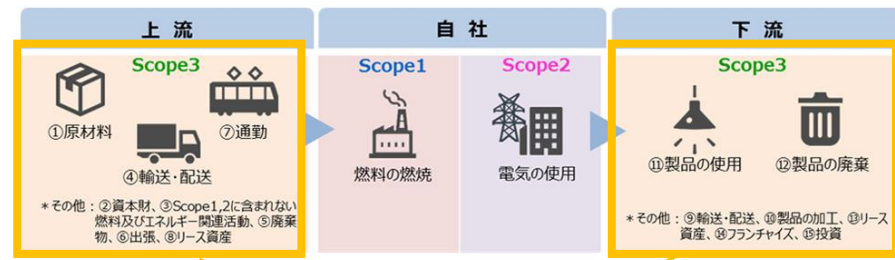 上流
自社
下流
Scope3
①原材料
⑦通勤
④輸送・配送
*その他：②資本財、③Scope1,2に含まれない
燃料及びエネルギー関連活動、⑤廃棄
物、⑥出張、⑧リース資産
Scope1
燃料の燃焼
Scope2
電気の使用
Scope3
⑪製品の使用
⑫製品の廃棄
*その他：⑨輸送・配送、⑩製品の加工、⑬リース
資産、⑭フランチャイズ、⑮投資